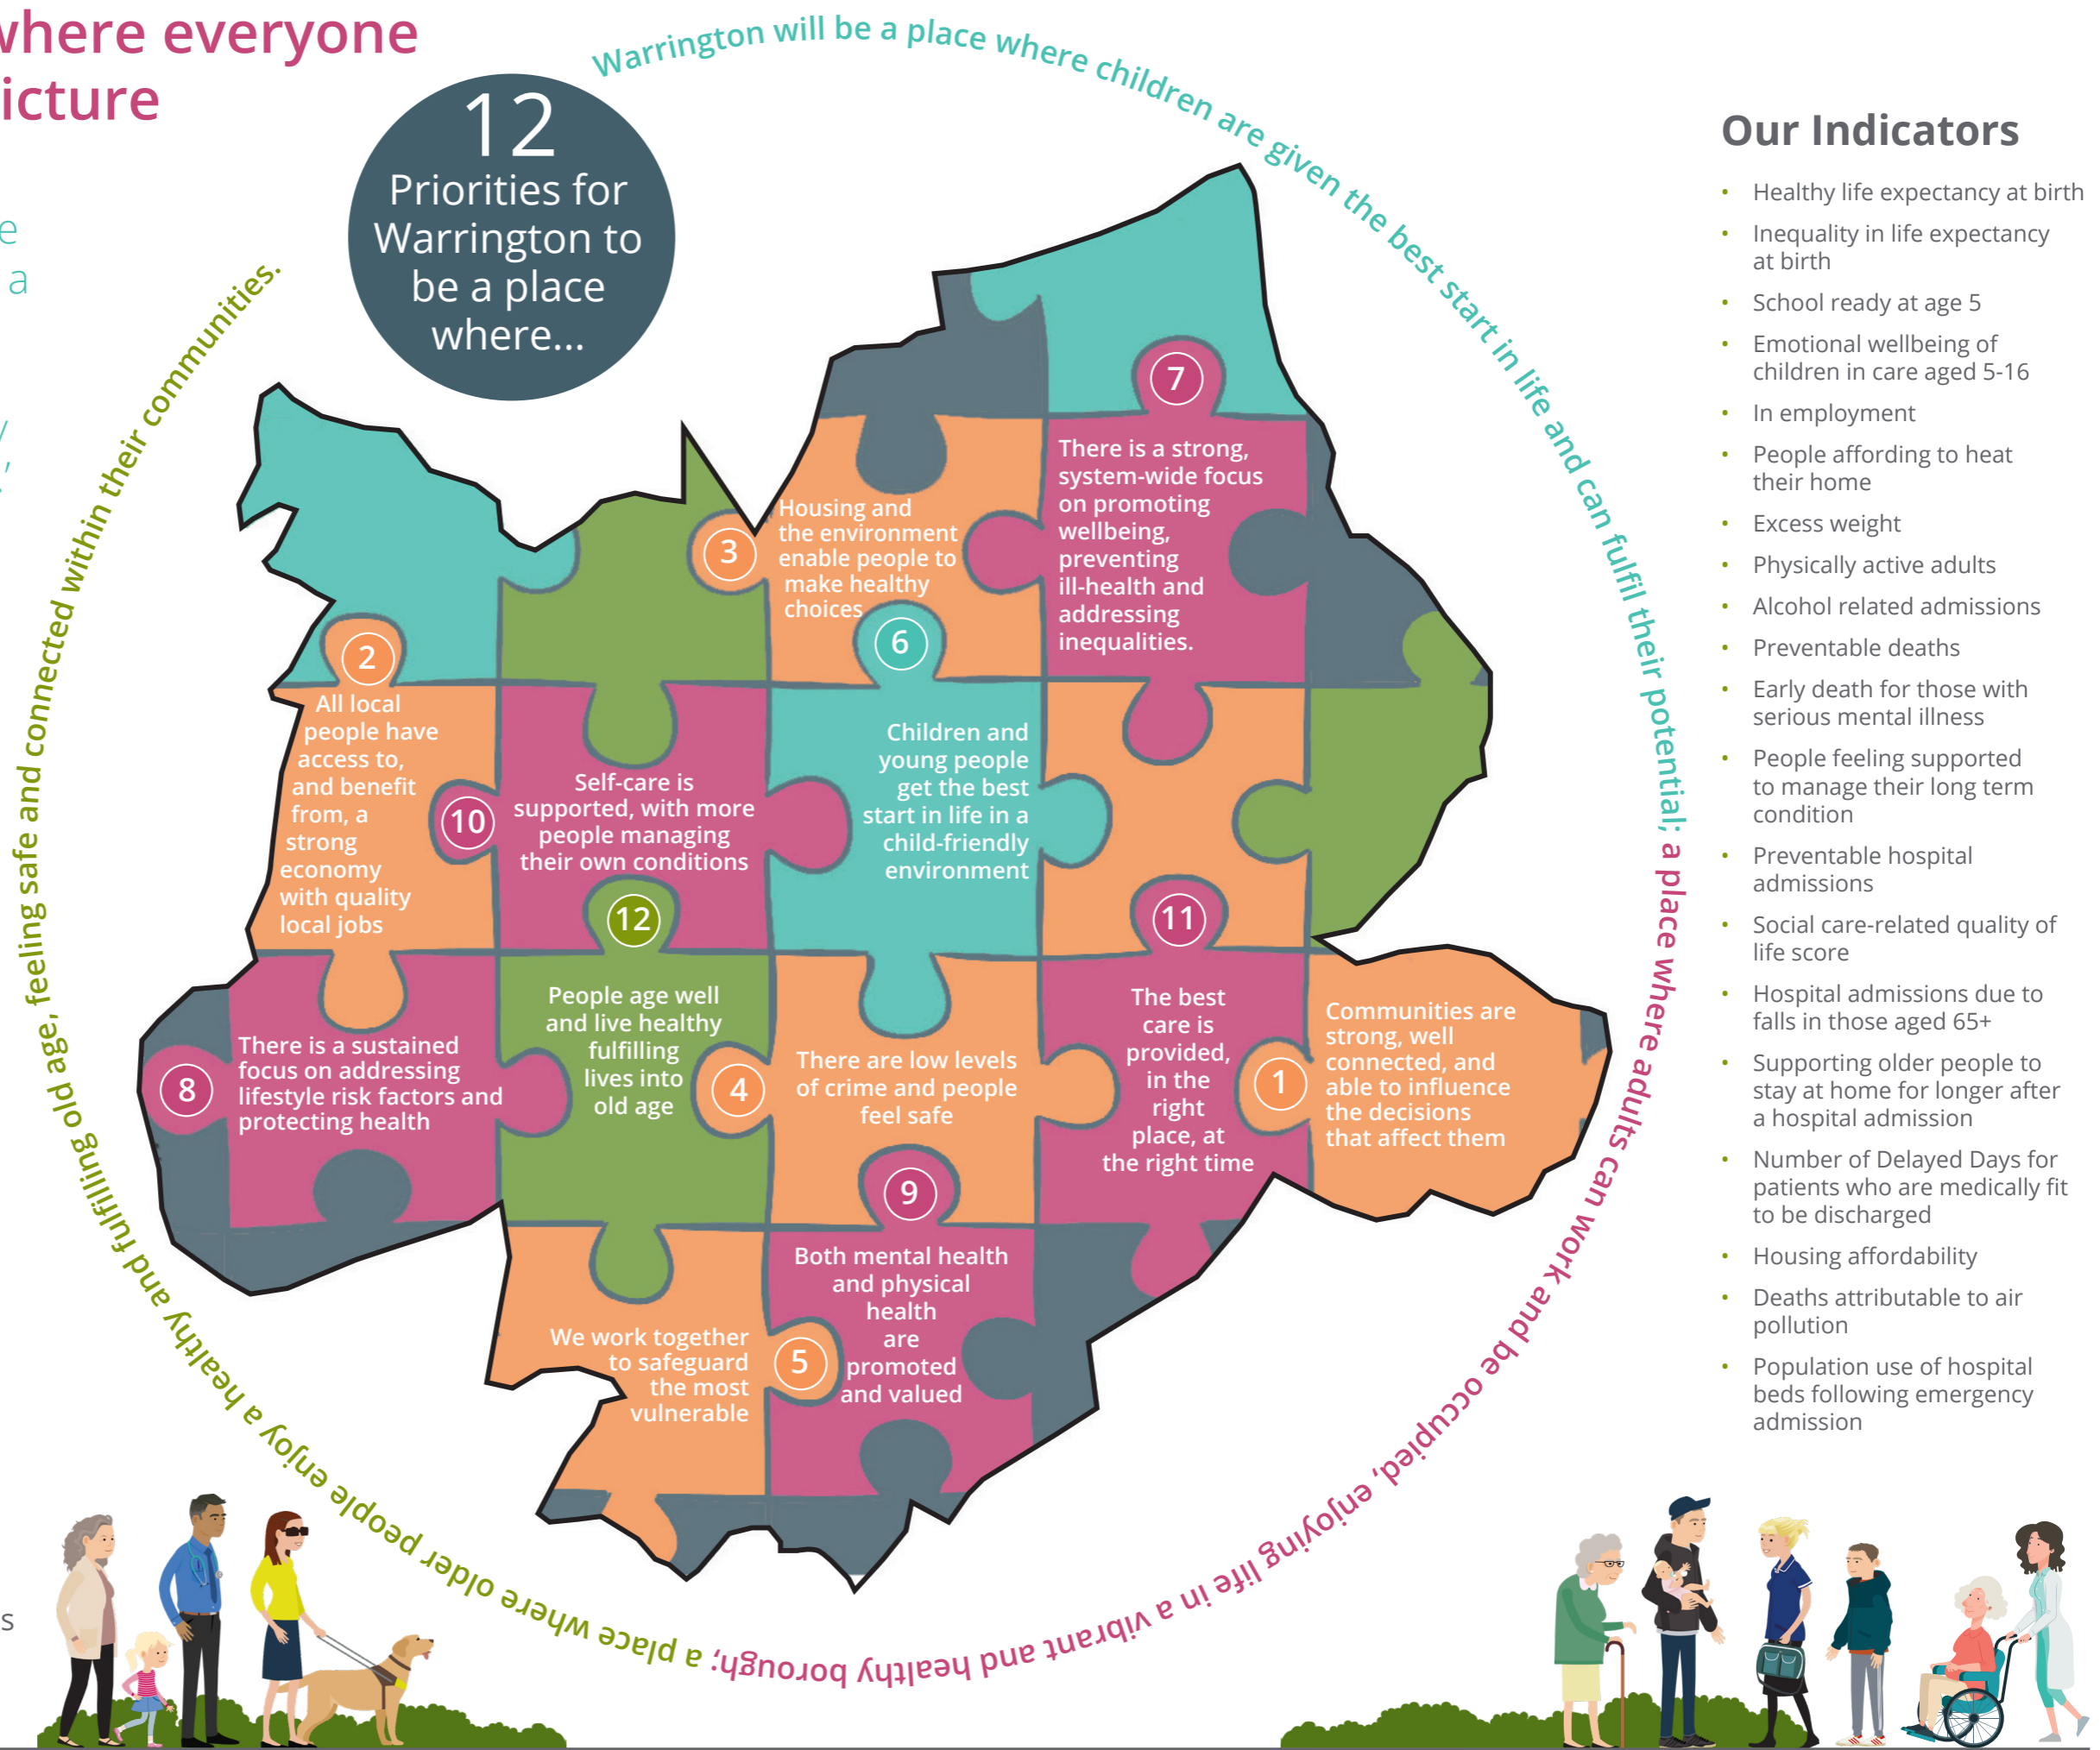 where everyone
icture
e
a
12
Priorities for
Warrington to
be a place
where...
Warrington will be a place where children are given the best start in life and can fulfil their potential; a place where adults can work and be occupied, enjoying life in a vibrant and healthy borough; a place where older people enjoy a healthy and fulfilling old age, feeling safe and connected within their communities.
7
There is a strong,
system-wide focus
on promoting
wellbeing,
preventing
ill-health and
addressing
inequalities.
3
Housing and
the environment
enable people to
make healthy
choices
2
All local
people have
access to,
and benefit
from, a
strong
economy
with quality
local jobs
10
Self-care is
supported, with more
people managing
their own conditions
6
Children and
young people
get the best
start in life in a
child-friendly
environment
8
There is a sustained
focus on addressing
lifestyle risk factors and
protecting health
12
People age well
and live healthy
fulfilling
lives into
old age
4
There are low levels
of crime and people
feel safe
11
The best
care is
provided,
in the
right
place, at
the right time
1
Communities are
strong, well
connected, and
able to influence
the decisions
that affect them
5
We work together
to safeguard
the most
vulnerable
9
Both mental health
and physical
health
are
promoted
and valued
s
Our Indicators
• Healthy life expectancy at birth
• Inequality in life expectancy
at birth
• School ready at age 5
• Emotional wellbeing of
children in care aged 5-16
• In employment
• People affording to heat
their home
• Excess weight
• Physically active adults
• Alcohol related admissions
• Preventable deaths
• Early death for those with
serious mental illness
• People feeling supported
to manage their long term
condition
• Preventable hospital
admissions
• Social care-related quality of
life score
• Hospital admissions due to
falls in those aged 65+
• Supporting older people to
stay at home for longer after
a hospital admission
• Number of Delayed Days for
patients who are medically fit
to be discharged
• Housing affordability
• Deaths attributable to air
pollution
• Population use of hospital
beds following emergency
admission